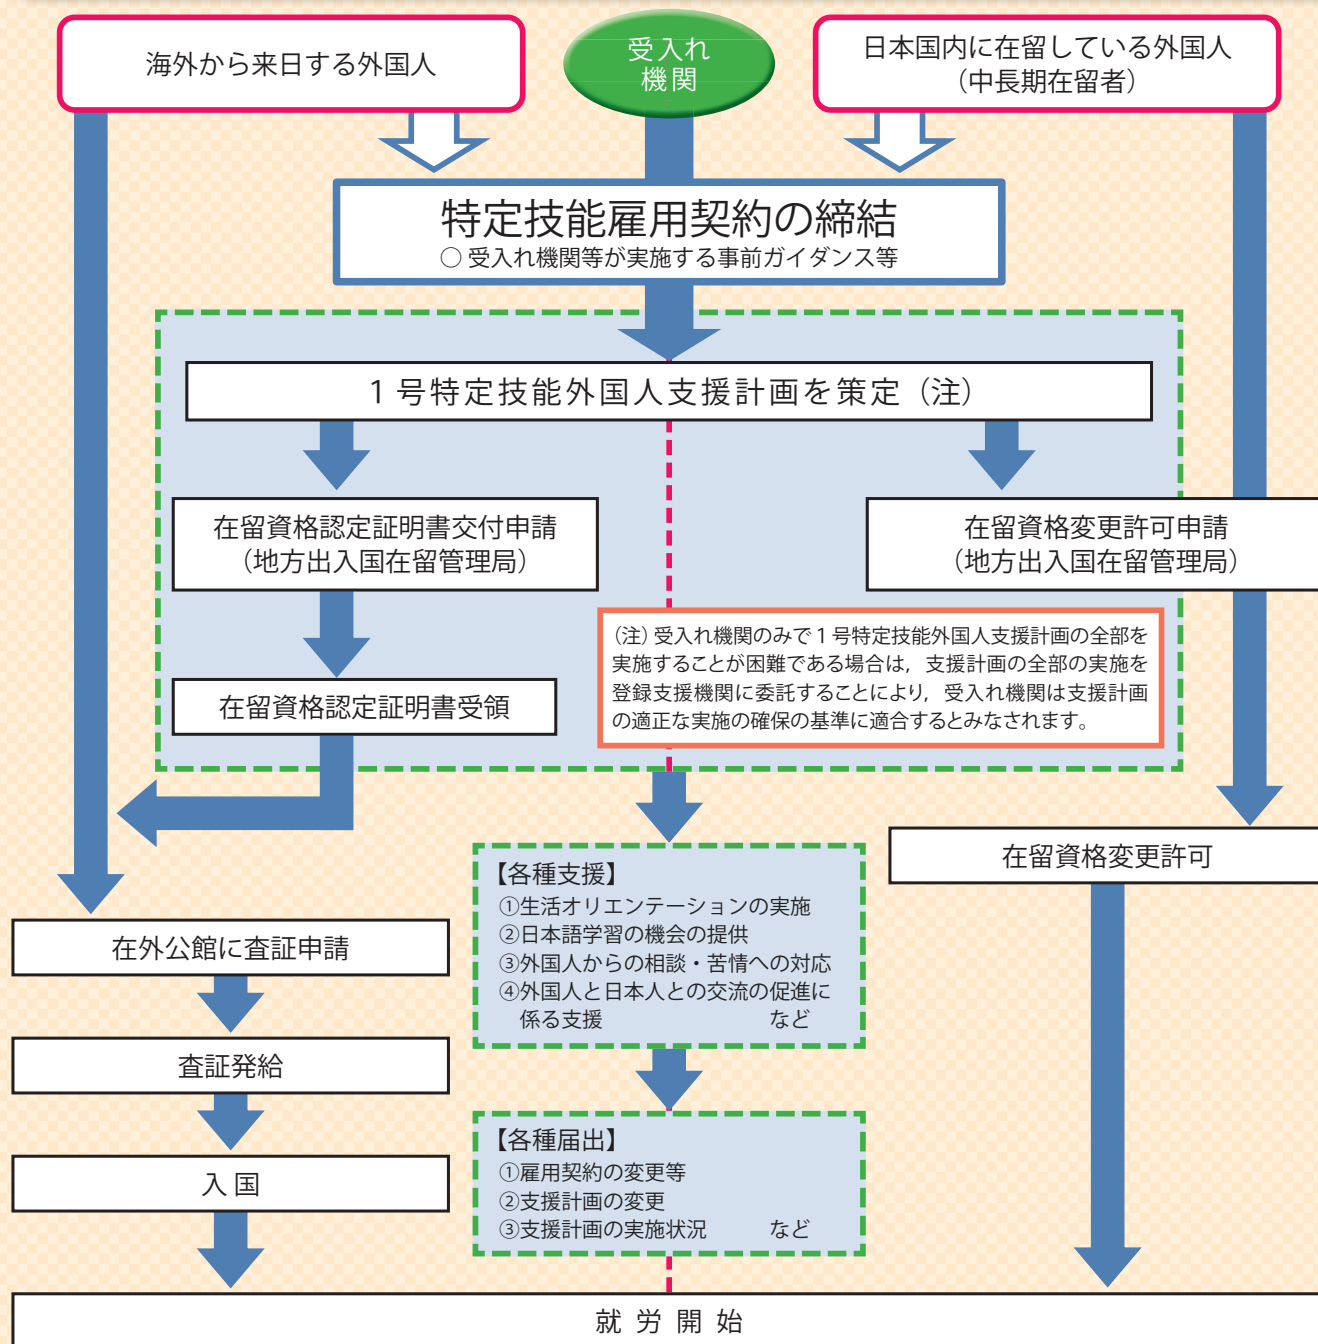 海外から来日する外国人
受入れ
機関
日本国内に在留している外国人
（中長期在留者）
特定技能雇用契約の締結
○ 受入れ機関等が実施する事前ガイダンス等
１号特定技能外国人支援計画を策定（注）
在留資格認定証明書交付申請
（地方出入国在留管理局）
在留資格変更許可申請
（地方出入国在留管理局）
（注）受入れ機関のみで１号特定技能外国人支援計画の全部を
実施することが困難である場合は，支援計画の全部の実施を
登録支援機関に委託することにより，受入れ機関は支援計画
の適正な実施の確保の基準に適合するとみなされます。
在留資格認定証明書受領
【各種支援】
①生活オリエンテーションの実施
②日本語学習の機会の提供
③外国人からの相談・苦情への対応
④外国人と日本人との交流の促進に
係る支援　　　　　　　　など
在留資格変更許可
在外公館に査証申請
査証発給
入国
【各種届出】
①雇用契約の変更等
②支援計画の変更
③支援計画の実施状況　　　など
就 労 開 始